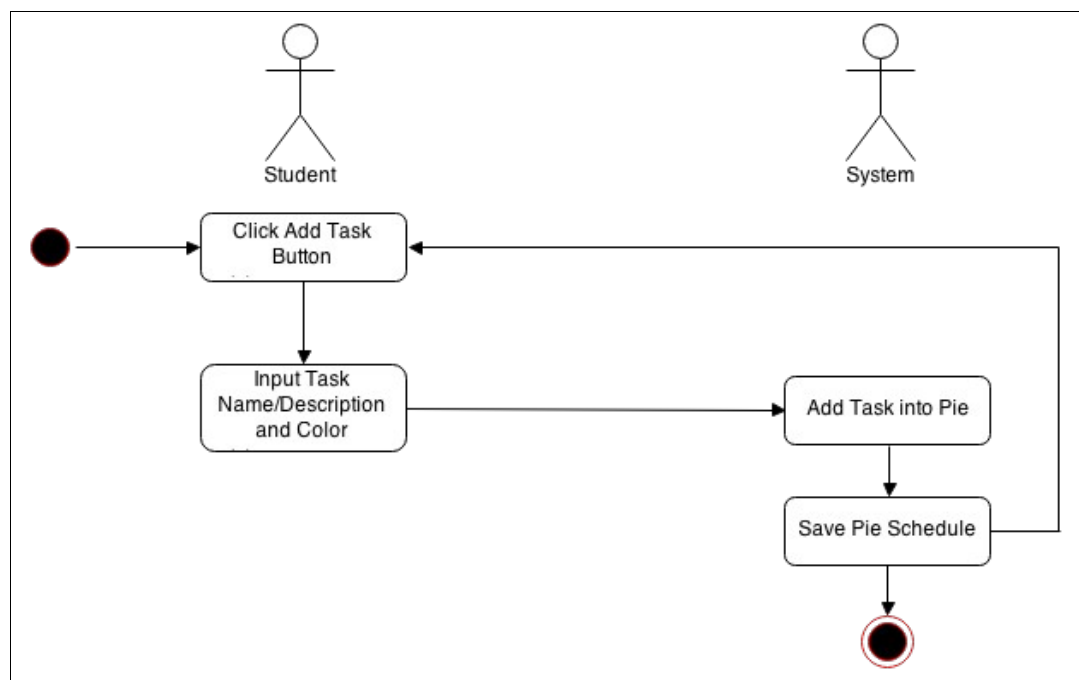 Student
System
Click Add Task
Button
Input Task
Name/Description
and Color
Add Task into Pie
Save Pie Schedule